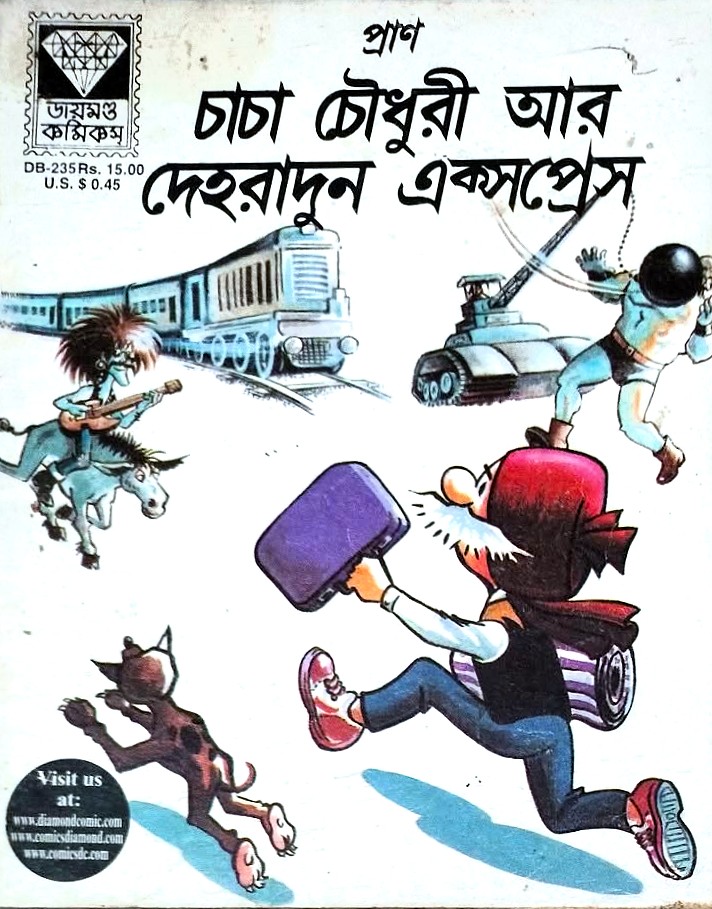 প্রাণ
চাচা চৌধুরী আর
দেহরাদুন এক্সপ্রেস
ডায়মণ্ড
কমিকস্
DB-235 Rs. 15.00
U.S. $ 0.45
Visit us
at:
www.diamondcomic.com
www.comicsdiamond.com
www.comicsdc.com